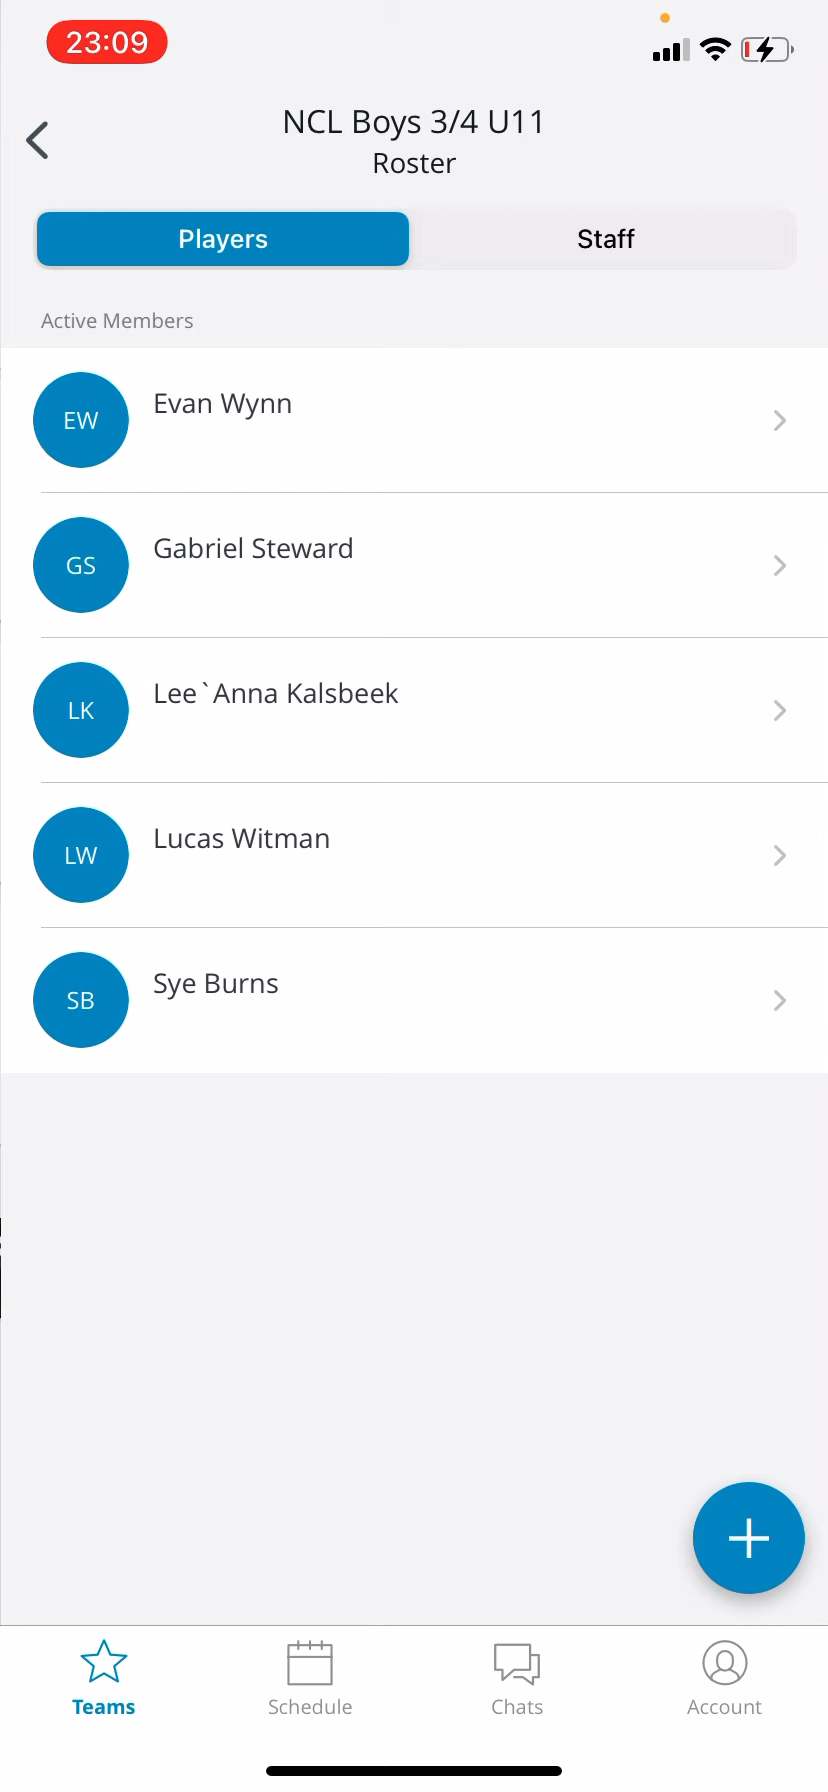 23:09
NCL Boys 3/4 U11
Roster
Players
Staff
Active Members
EW
Evan Wynn
GS
Gabriel Steward
LK
Lee`Anna Kalsbeek
LW
Lucas Witman
SB
Sye Burns
Teams
Schedule
Chats
Account